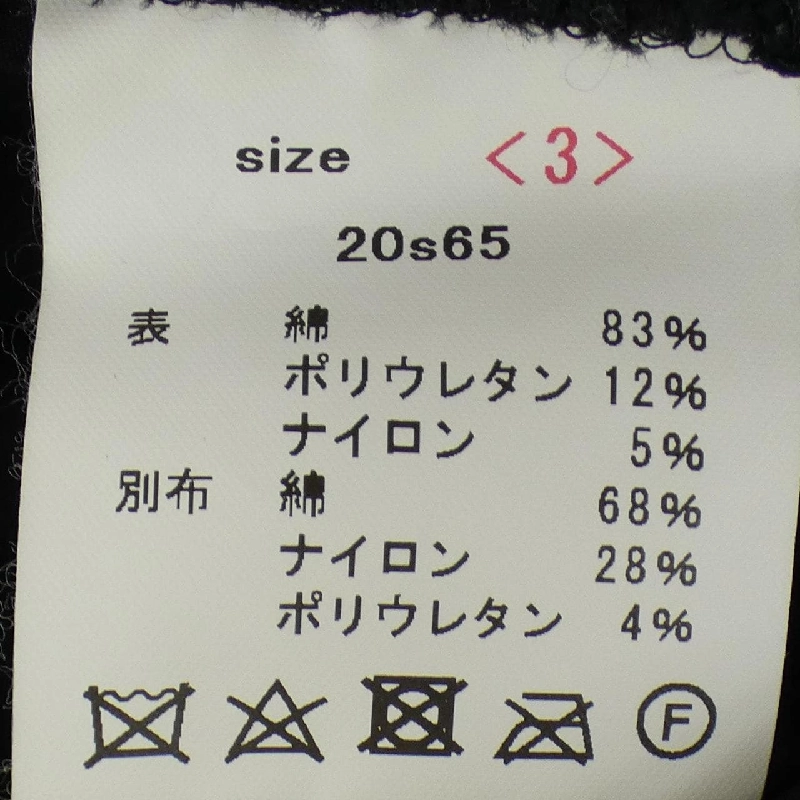 size <3>
20s65
表 綿 83%
ポリウレタン 12%
ナイロン 5%
別布 綿 68%
ナイロン 28%
ポリウレタン 4%
F